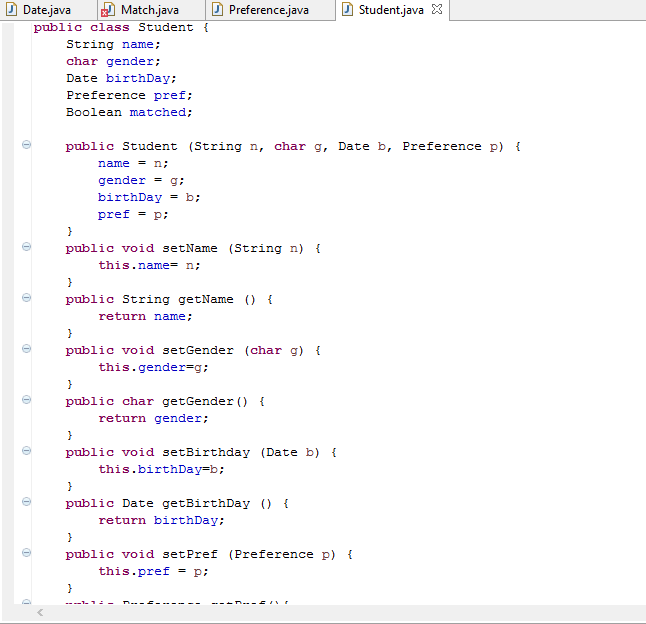 Date.java Match.java Preference.java Student.java
public class Student {
String name;
char gender;
Date birthDay;
Preference pref;
Boolean matched;
public Student (String n, char g, Date b, Preference p) {
name = n;
gender = g;
birthDay = b;
pref = p;
}
public void setName (String n) {
this.name= n;
}
public String getName () {
return name;
}
public void setGender (char g) {
this.gender=g;
}
public char getGender() {
return gender;
}
public void setBirthday (Date b) {
this.birthDay=b;
}
public Date getBirthDay () {
return birthDay;
}
public void setPref (Preference p) {
this.pref = p;
}
public Preference getPref(){